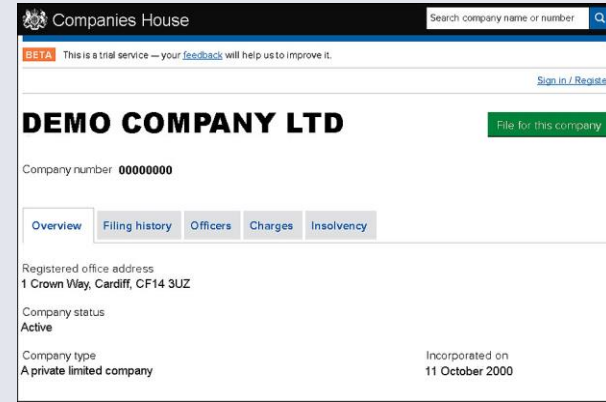 Companies House
Search company name or number
BETA This is a trial service — your feedback will help us to improve it.
Sign in / Registe
DEMO COMPANY LTD
File for this company
Company number 00000000
Overview Filing history Officers Charges Insolvency
Registered office address
1 Crown Way, Cardiff, CF14 3UZ
Company status
Active
Company type
A private limited company
Incorporated on
11 October 2000